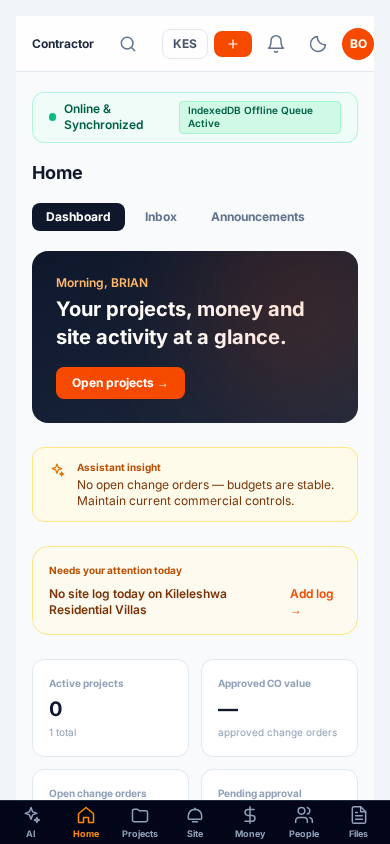 Contractor
KES
+
BO
Online &
Synchronized
IndexedDB Offline Queue
Active
Home
Dashboard
Inbox
Announcements
Morning, BRIAN
Your projects, money and
site activity at a glance.
Open projects →
Assistant insight
No open change orders — budgets are stable.
Maintain current commercial controls.
Needs your attention today
No site log today on Kileleshwa
Residential Villas
Add log
→
Active projects
0
1 total
Approved CO value
—
approved change orders
Open change orders
Pending approval
AI
Home
Projects
Site
Money
People
Files